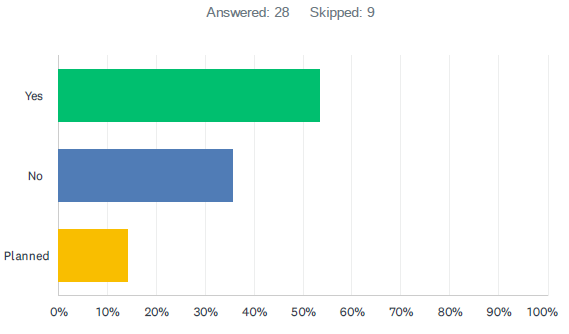 Answered: 28 Skipped: 9
Yes
No
Planned
0% 10% 20% 30% 40% 50% 60% 70% 80% 90% 100%